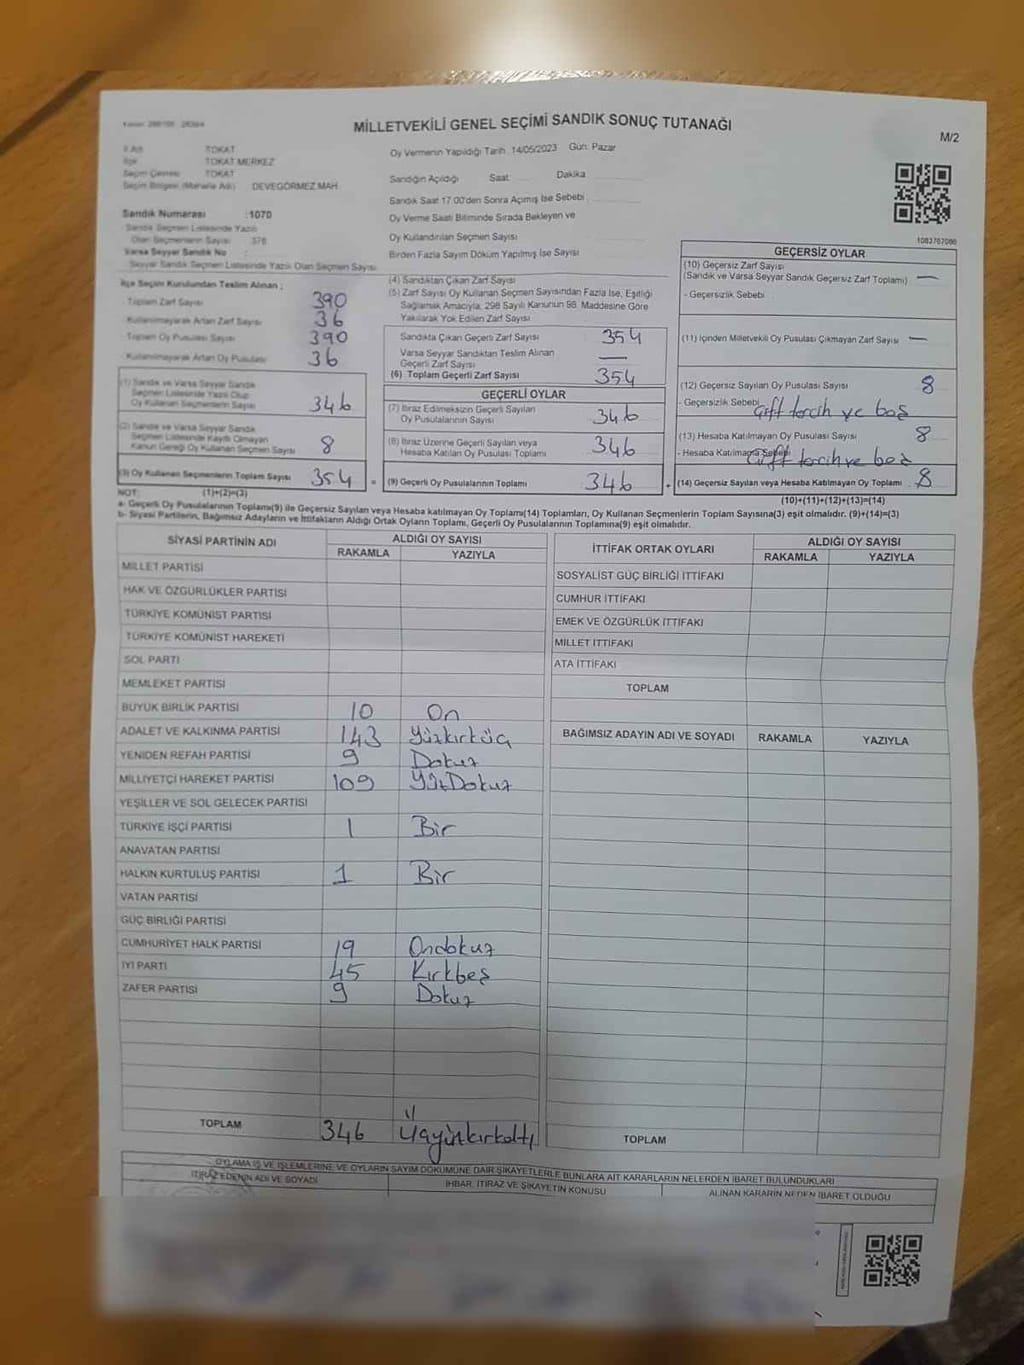 MİLLETVEKİLİ GENEL SEÇİMİ SANDIK SONUÇ TUTANAĞI
M/2
İl Adı TOKAT
İlçe TOKAT MERKEZ
Seçim Çevresi TOKAT
Seçim Bölgesi (Mahalle Adı) DEVEGÖRMEZ MAH.
Sandık Numarası :1070
Sandık Seçmen Listesinde Yazılı
Olan Seçmenlerin Sayısı 376
Varsa Seyyar Sandık No
Seyyar Sandık Seçmen Listesinde Yazılı Olan Seçmen Sayısı
Oy Vermenin Yapıldığı Tarih 14/05/2023 Gün: Pazar
Sandığın Açıldığı Saat Dakika
Sandık Saat 17.00'den Sonra Açılmış İse Sebebi
Oy Verme Saati Bitiminde Sırada Bekleyen ve
Oy Kullandırılan Seçmen Sayısı
Birden Fazla Sayım Döküm Yapılmış İse Sayısı
1083767086
İlçe Seçim Kurulundan Teslim Alınan ;
Toplam Zarf Sayısı 390
Kullanılmayarak Artan Zarf Sayısı 36
Toplam Oy Pusulası Sayısı 390
Kullanılmayarak Artan Oy Pusulası 36
(1) Sandık ve Varsa Seyyar Sandık
Seçmen Listesinde Yazılı Olup
Oy Kullanan Seçmenlerin Sayısı 346
(2) Sandık ve Varsa Seyyar Sandık
Seçmen Listesinde Kayıtlı Olmayan
Kanun Gereği Oy Kullanan Seçmen Sayısı 8
(3) Oy Kullanan Seçmenlerin Toplam Sayısı 354 =
(4) Sandıktan Çıkan Zarf Sayısı
(5) Zarf Sayısı Oy Kullanan Seçmen Sayısından Fazla İse, Eşitliği
Sağlamak Amacıyla, 298 Sayılı Kanunun 98. Maddesine Göre
Yakılarak Yok Edilen Zarf Sayısı
Sandıkta Çıkan Geçerli Zarf Sayısı 354
Varsa Seyyar Sandıktan Teslim Alınan
Geçerli Zarf Sayısı —
(6) Toplam Geçerli Zarf Sayısı 354
GEÇERLİ OYLAR
(7) İtiraz Edilmeksizin Geçerli Sayılan
Oy Pusulalarının Sayısı 346
(8) İtiraz Üzerine Geçerli Sayılan veya
Hesaba Katılan Oy Pusulası Toplamı 346
(9) Geçerli Oy Pusulalarının Toplamı 346 +
GEÇERSİZ OYLAR
(10) Geçersiz Zarf Sayısı
(Sandık ve Varsa Seyyar Sandık Geçersiz Zarf Toplamı) —
- Geçersizlik Sebebi
(11) İçinden Milletvekili Oy Pusulası Çıkmayan Zarf Sayısı —
(12) Geçersiz Sayılan Oy Pusulası Sayısı 8
- Geçersizlik Sebebi çift tercih ve boş
(13) Hesaba Katılmayan Oy Pusulası Sayısı 8
- Hesaba Katılmama Sebebi çift tercih ve boş
(14) Geçersiz Sayılan veya Hesaba Katılmayan Oy Toplamı 8
NOT: (1)+(2)=(3)
(10)+(11)+(12)+(13)=(14)
a- Geçerli Oy Pusulalarının Toplamı(9) ile Geçersiz Sayılan veya Hesaba katılmayan Oy Toplamı(14) Toplamları, Oy Kullanan Seçmenlerin Toplam Sayısına(3) eşit olmalıdır. (9)+(14)=(3)
b- Siyasi Partilerin, Bağımsız Adayların ve İttifakların Aldığı Ortak Oyların Toplamı, Geçerli Oy Pusulalarının Toplamına(9) eşit olmalıdır.
SİYASİ PARTİNİN ADI ALDIĞI OY SAYISI
RAKAMLA YAZIYLA
MİLLET PARTİSİ
HAK VE ÖZGÜRLÜKLER PARTİSİ
TÜRKİYE KOMÜNİST PARTİSİ
TÜRKİYE KOMÜNİST HAREKETİ
SOL PARTİ
MEMLEKET PARTİSİ
BÜYÜK BİRLİK PARTİSİ 10 On
ADALET VE KALKINMA PARTİSİ 143 Yüzkırküç
YENİDEN REFAH PARTİSİ 9 Dokuz
MİLLİYETÇİ HAREKET PARTİSİ 109 YüzDokuz
YEŞİLLER VE SOL GELECEK PARTİSİ
TÜRKİYE İŞÇİ PARTİSİ 1 Bir
ANAVATAN PARTİSİ
HALKIN KURTULUŞ PARTİSİ 1 Bir
VATAN PARTİSİ
GÜÇ BİRLİĞİ PARTİSİ
CUMHURİYET HALK PARTİSİ 19 Ondokuz
İYİ PARTİ 45 Kırkbeş
ZAFER PARTİSİ 9 Dokuz
TOPLAM 346
İTTİFAK ORTAK OYLARI ALDIĞI OY SAYISI
RAKAMLA YAZIYLA
SOSYALİST GÜÇ BİRLİĞİ İTTİFAKI
CUMHUR İTTİFAKI
EMEK VE ÖZGÜRLÜK İTTİFAKI
MİLLET İTTİFAKI
ATA İTTİFAKI
TOPLAM
BAĞIMSIZ ADAYIN ADI VE SOYADI RAKAMLA YAZIYLA
TOPLAM
OYLAMA İŞ VE İŞLEMLERİNE VE OYLARIN SAYIM DÖKÜMÜNE DAİR ŞİKAYETLERLE BUNLARA AİT KARARLARIN NELERDEN İBARET BULUNDUKLARI
İTİRAZ EDENİN ADI VE SOYADI İHBAR, İTİRAZ VE ŞİKAYETİN KONUSU ALINAN KARARIN NEDEN İBARET OLDUĞU